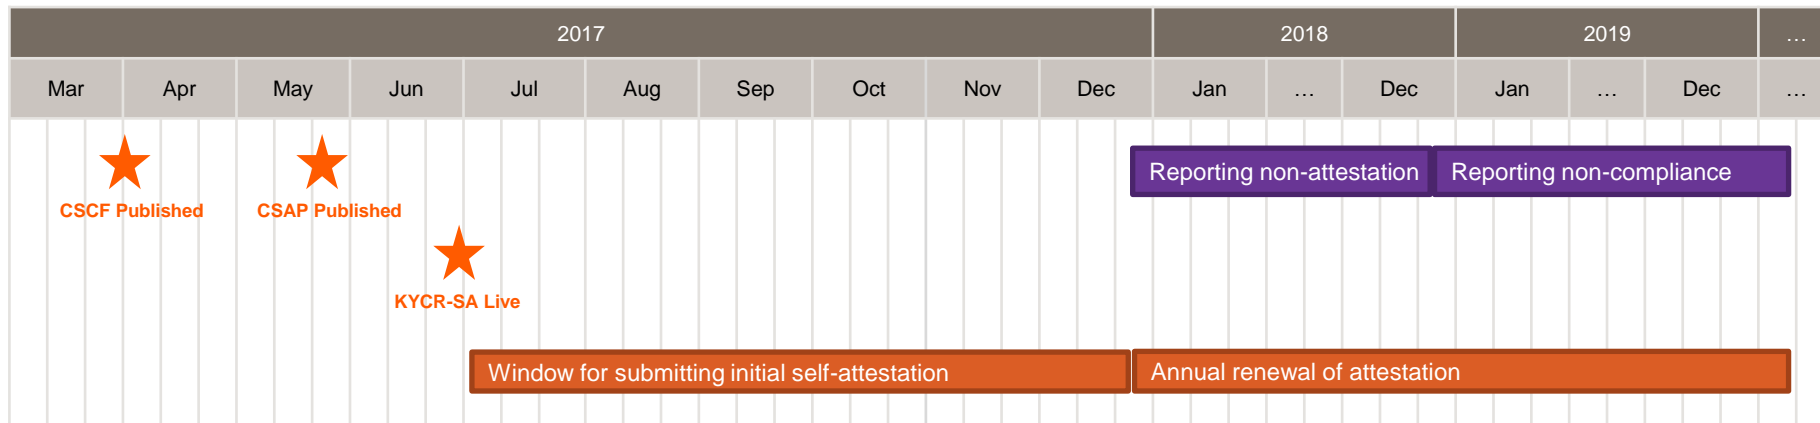 2017 2018 2019 …
Mar Apr May Jun Jul Aug Sep Oct Nov Dec Jan … Dec Jan … Dec …
Reporting non-attestation Reporting non-compliance
CSCF Published CSAP Published
KYCR-SA Live
Window for submitting initial self-attestation Annual renewal of attestation